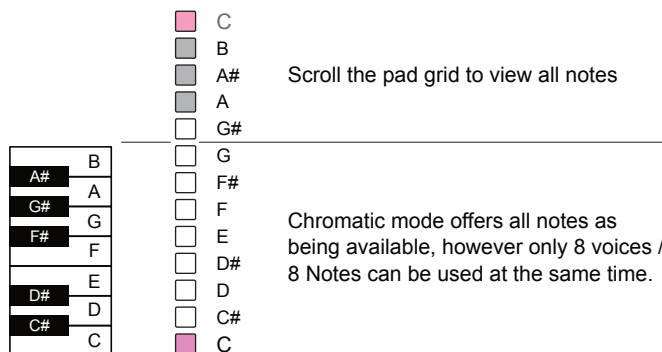 C
B
A#
Scroll the pad grid to view all notes
A
G#
G
F#
F
E
D#
D
C#
C
Chromatic mode offers all notes as
being available, however only 8 voices /
8 Notes can be used at the same time.
B
A#
A
G#
G
F#
F
E
D#
D
C#
C